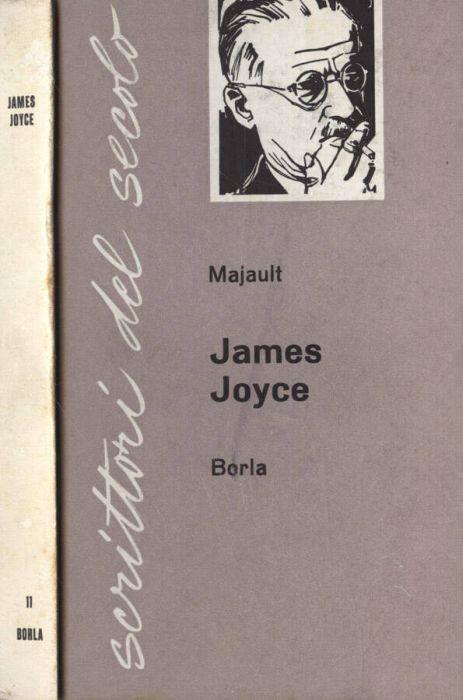 JAMES
JOYCE
11
BORLA
scrittori del secolo
Majault
James
Joyce
Borla